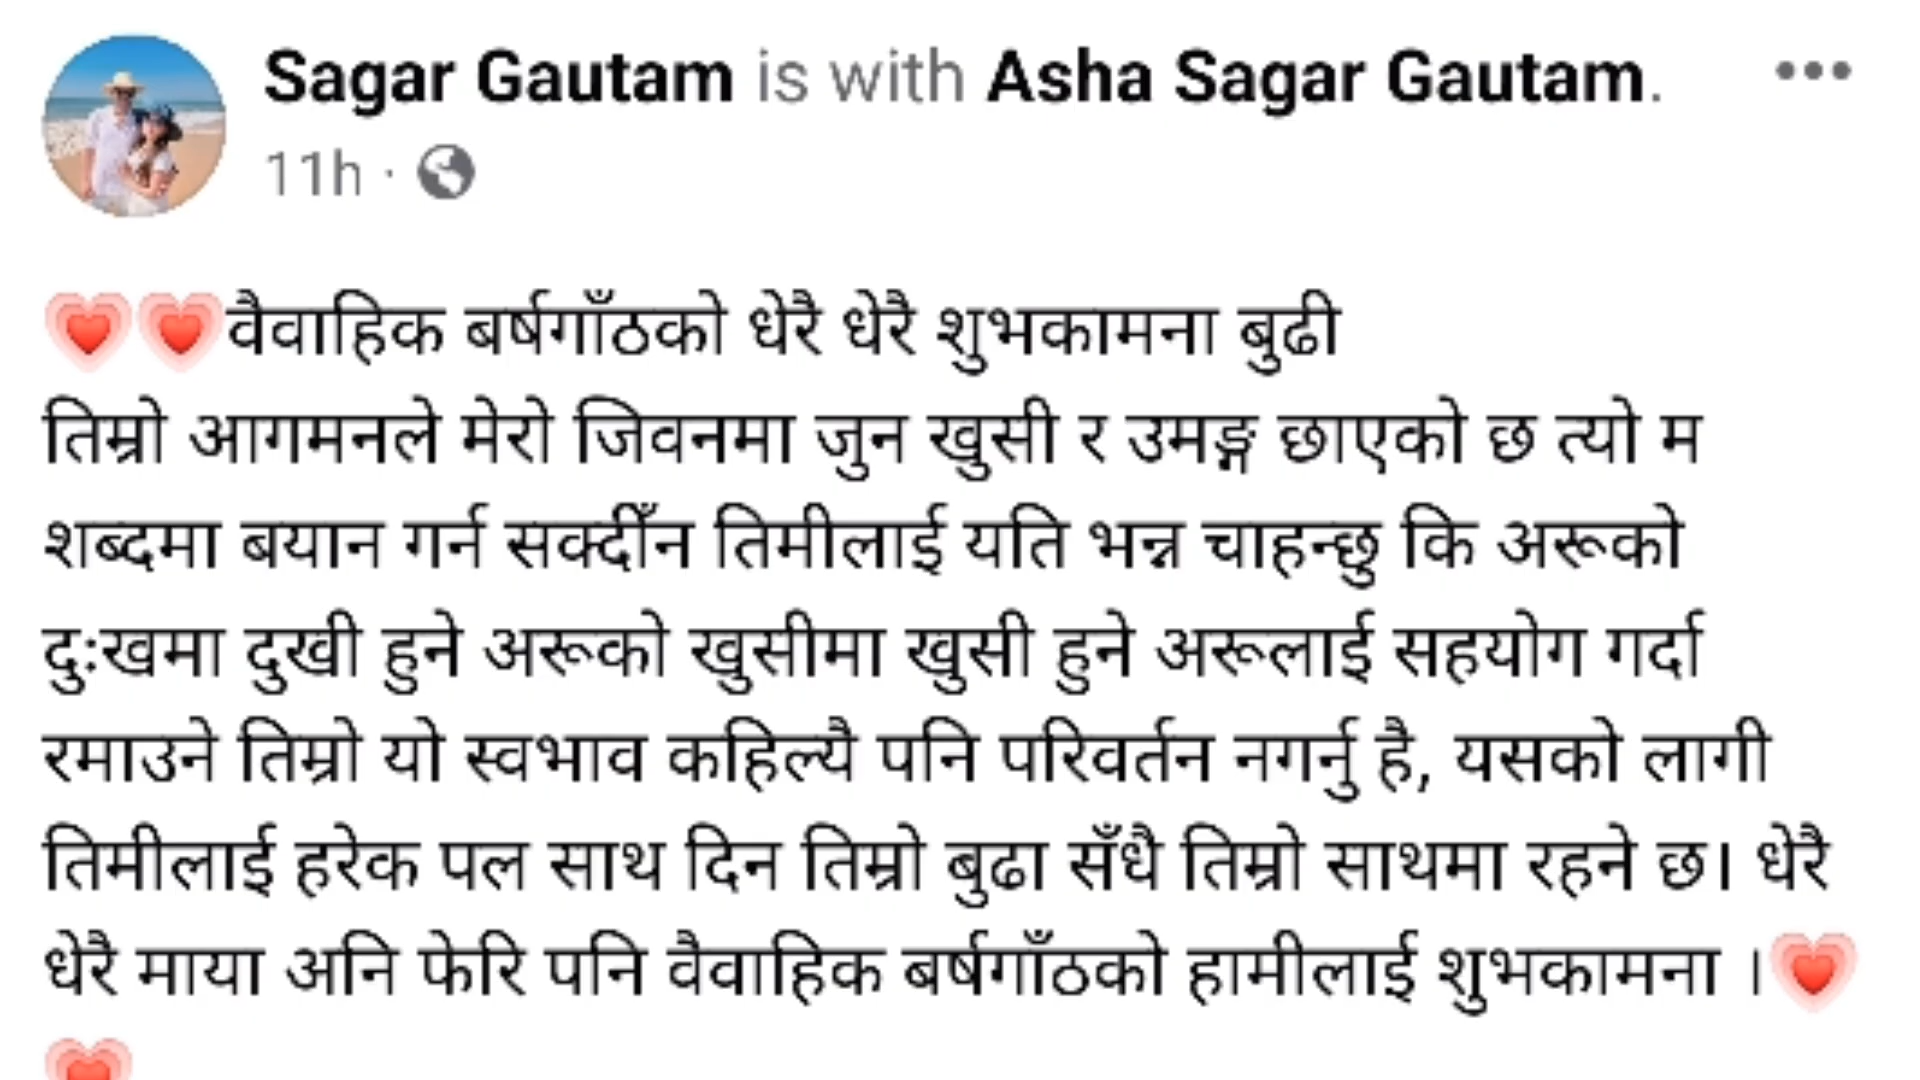 Sagar Gautam is with Asha Sagar Gautam.
11h ·
💗💗वैवाहिक बर्षगाँठको धेरै धेरै शुभकामना बुढी
तिम्रो आगमनले मेरो जिवनमा जुन खुसी र उमङ्ग छाएको छ त्यो म
शब्दमा बयान गर्न सक्दीँन तिमीलाई यति भन्न चाहन्छु कि अरूको
दुःखमा दुखी हुने अरूको खुसीमा खुसी हुने अरूलाई सहयोग गर्दा
रमाउने तिम्रो यो स्वभाव कहिल्यै पनि परिवर्तन नगर्नु है, यसको लागी
तिमीलाई हरेक पल साथ दिन तिम्रो बुढा सँधै तिम्रो साथमा रहने छ। धेरै
धेरै माया अनि फेरि पनि वैवाहिक बर्षगाँठको हामीलाई शुभकामना ।💗
💗